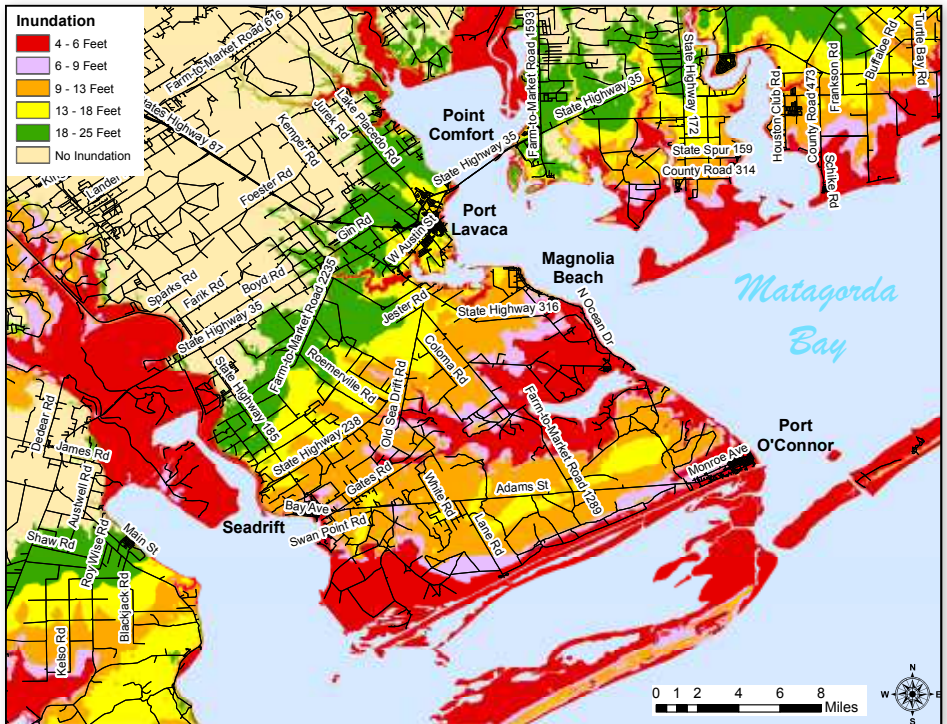 Inundation
4 - 6 Feet
6 - 9 Feet
9 - 13 Feet
13 - 18 Feet
18 - 25 Feet
No Inundation
Farm-to-Market Road 616
Highway 87
Lander
Kemper Rd
Jurek Rd
Lake Placedo Rd
Foester Rd
Gin Rd
W Austin St
Point
Comfort
State Highway 35
Farm-to-Market Road 1593
State Highway 35
State Highway 172
State Spur 159
County Road 314
Houston Club Rd
County Road 473
Frankson Rd
Buffaloe Rd
Turtle Bay Rd
Schike Rd
Port
Lavaca
Magnolia
Beach
Matagorda
Bay
Sparks Rd
Farik Rd
Boyd Rd
State Highway 35
Farm-to-Market Road 2235
State Highway 185
Jester Rd
State Highway 316
N Ocean Dr
Coloma Rd
Roemerville Rd
Old Sea Drift Rd
State Highway 238
Farm-to-Market Road 1289
Port
O'Connor
Monroe Ave
Adams St
Gates Rd
White Rd
Lane Rd
Bay Ave
Swan Point Rd
Seadrift
Dedear Rd
James Rd
Austwell Rd
Shaw Rd
Roy Wise Rd
Main St
Blackjack Rd
Kelso Rd
0 1 2 4 6 8
Miles
N
W E
S